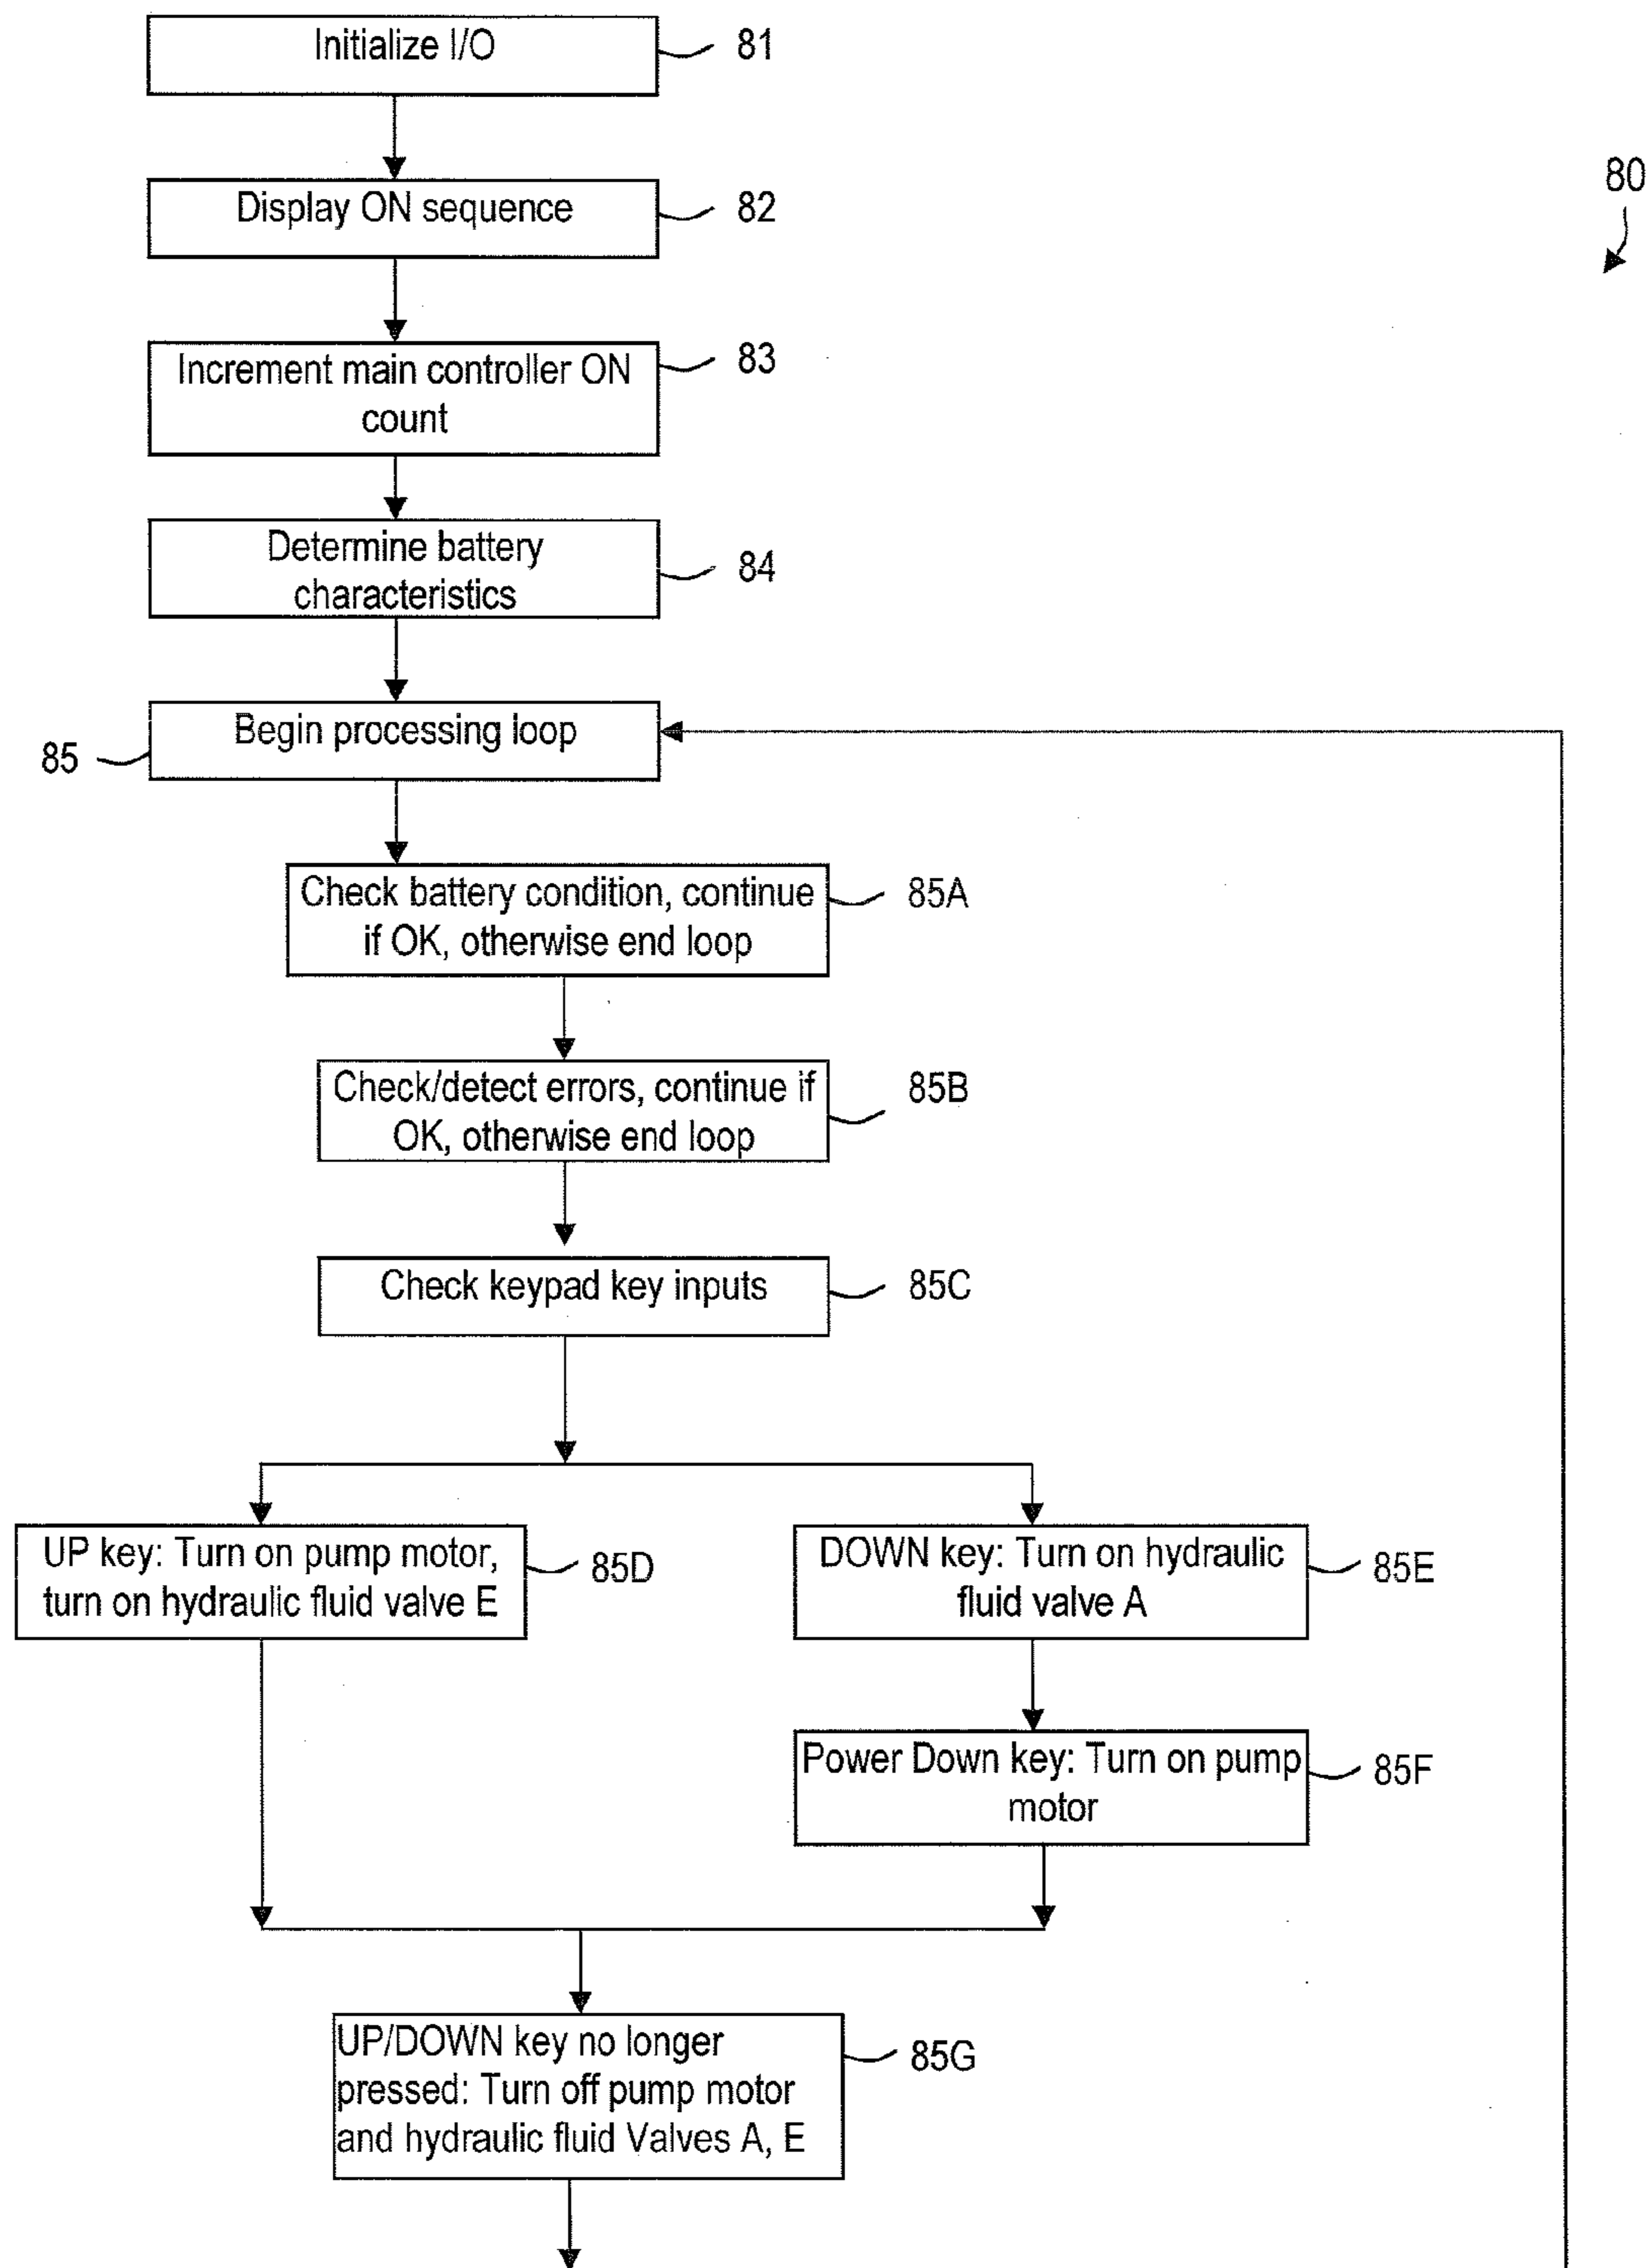 Initialize I/O
81
80
Display ON sequence
82
Increment main controller ON
count
83
Determine battery
characteristics
84
Begin processing loop
85
Check battery condition, continue
if OK, otherwise end loop
85A
Check/detect errors, continue if
OK, otherwise end loop
85B
Check keypad key inputs
85C
UP key: Turn on pump motor,
turn on hydraulic fluid valve E
85D
DOWN key: Turn on hydraulic
fluid valve A
85E
Power Down key: Turn on pump
motor
85F
UP/DOWN key no longer
pressed: Turn off pump motor
and hydraulic fluid Valves A, E
85G